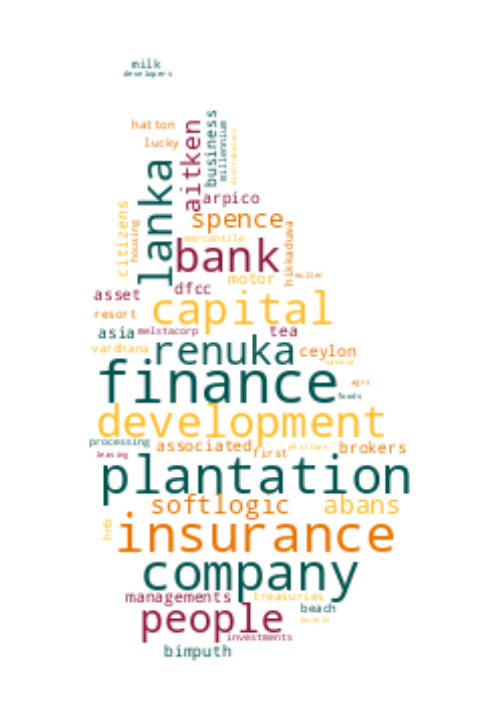 milk
developers
hatton
lucky
lanka
aitken
business
millennium
distributors
arpico
citizens
housing
spence
mercantile
hikkaduwa
bank
muller
motor
asset
dfcc
capital
resort
asia
melstacorp
tea
vardhana
renuka
ceylon
finance
agri
foods
development
processing
associated
phillips
brokers
leasing
first
plantation
softlogic
abans
hnb
insurance
company
managements
treasuries
beach
people
hotels
investments
bimputh